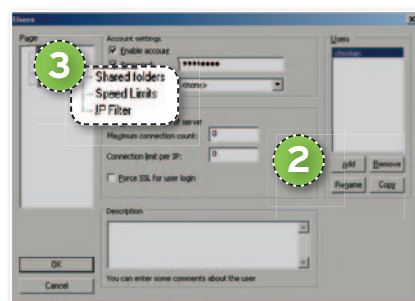 Users
Page
Account settings
Enable account
********
3
Shared folders
Speed Limits
IP Filter
<none>
server
Maximum connection count: 0
Connection limit per IP: 0
Force SSL for user login
Description
You can enter some comments about the user
OK
Cancel
Users
christian
2
Add
Remove
Rename
Copy